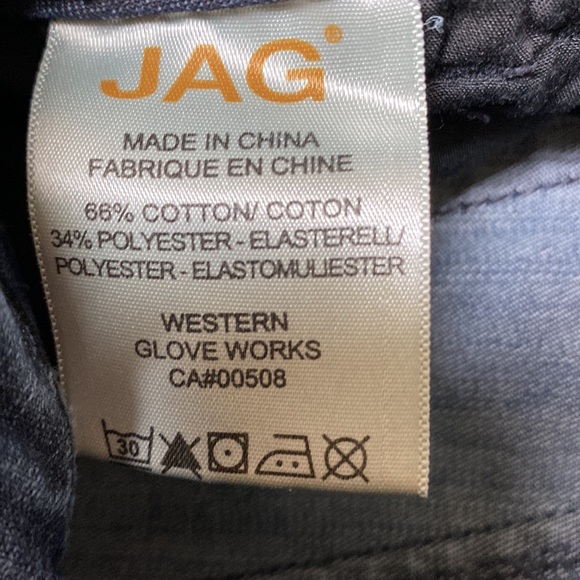 JAG
MADE IN CHINA
FABRIQUE EN CHINE
66% COTTON/ COTON
34% POLYESTER - ELASTERELL/
POLYESTER - ELASTOMULIESTER
WESTERN
GLOVE WORKS
CA#00508
30